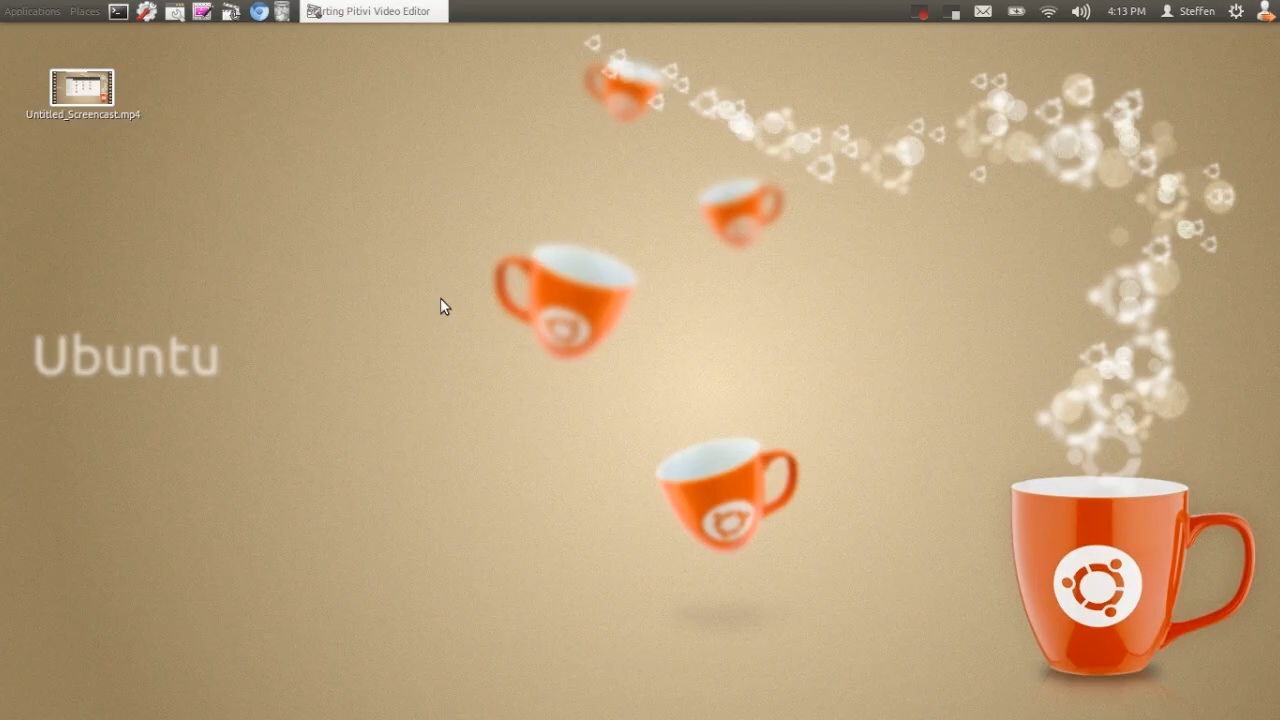 Applications Places Starting Pitivi Video Editor 4:13 PM Steffen
Untitled_Screencast.mp4
Ubuntu